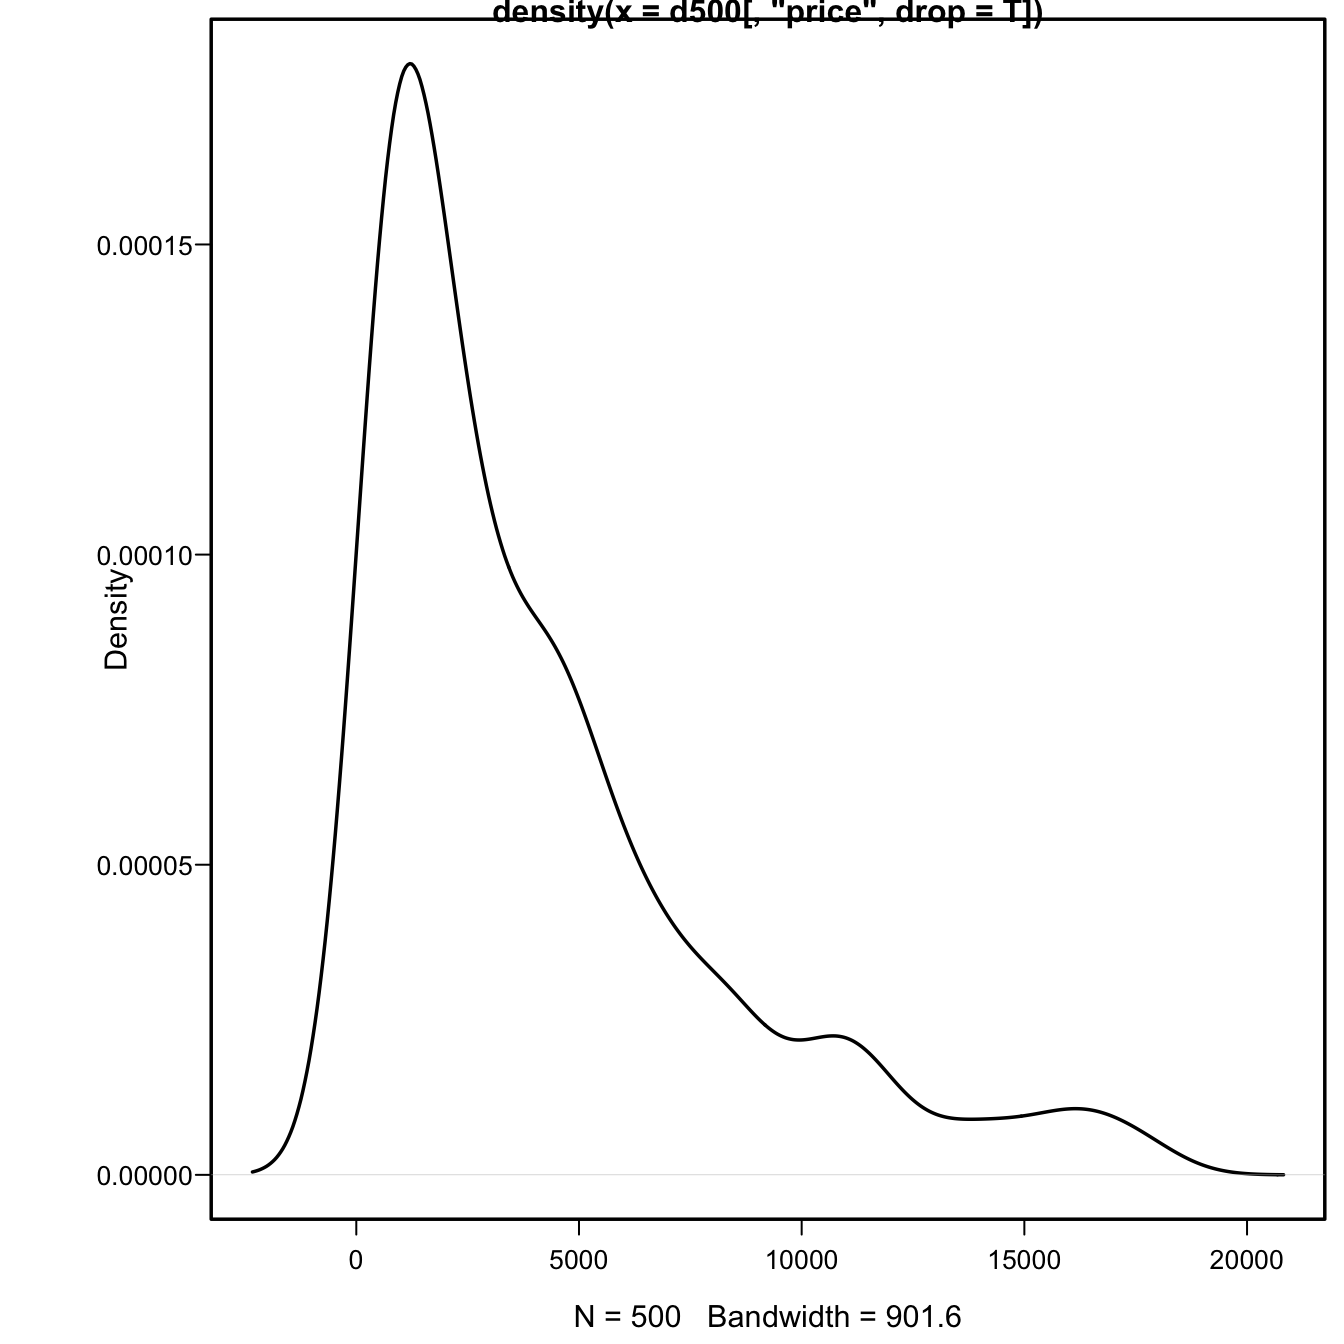 density(x = d500[, "price", drop = T])
0.00015
0.00010
Density
0.00005
0.00000
0 5000 10000 15000 20000
N = 500 Bandwidth = 901.6